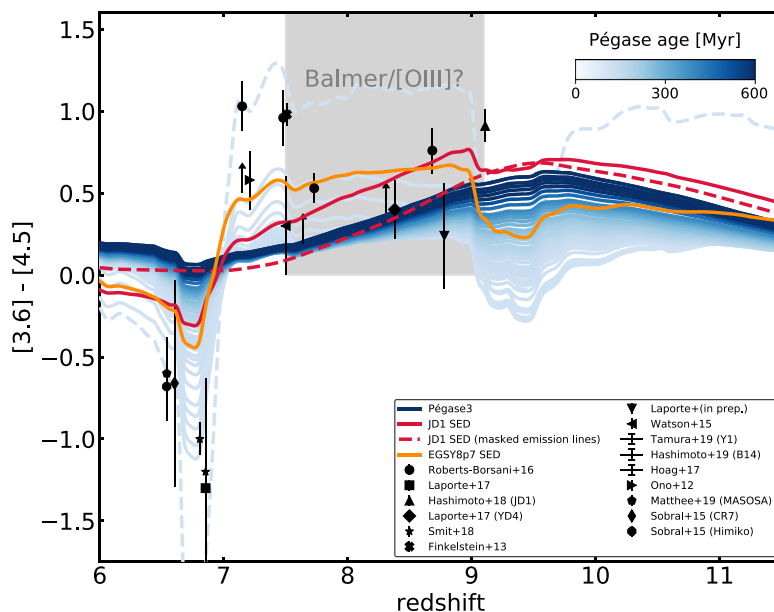 1.5
1.0
0.5
0.0
−0.5
−1.0
−1.5
[3.6] - [4.5]
Balmer/[OIII]?
Pégase age [Myr]
0 300 600
Pégase3
JD1 SED
JD1 SED (masked emission lines)
EGSY8p7 SED
Roberts-Borsani+16
Laporte+17
Hashimoto+18 (JD1)
Laporte+17 (YD4)
Smit+18
Finkelstein+13
Laporte+(in prep.)
Watson+15
Tamura+19 (Y1)
Hashimoto+19 (B14)
Hoag+17
Ono+12
Matthee+19 (MASOSA)
Sobral+15 (CR7)
Sobral+15 (Himiko)
6 7 8 9 10 11
redshift